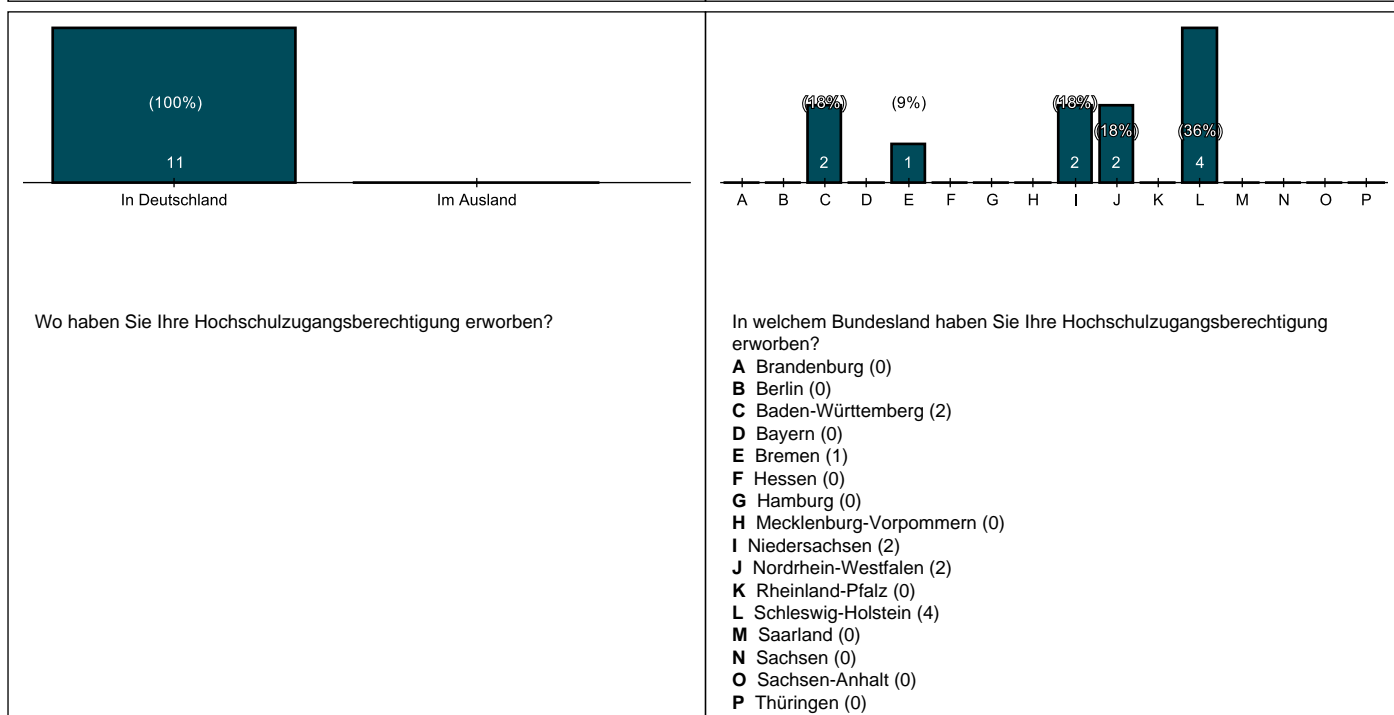 (100%)
11
In Deutschland Im Ausland
Wo haben Sie Ihre Hochschulzugangsberechtigung erworben?
(18%) (9%) (18%)
(18%) (36%)
2 1 2 2 4
A B C D E F G H I J K L M N O P
In welchem Bundesland haben Sie Ihre Hochschulzugangsberechtigung
erworben?
A Brandenburg (0)
B Berlin (0)
C Baden-Württemberg (2)
D Bayern (0)
E Bremen (1)
F Hessen (0)
G Hamburg (0)
H Mecklenburg-Vorpommern (0)
I Niedersachsen (2)
J Nordrhein-Westfalen (2)
K Rheinland-Pfalz (0)
L Schleswig-Holstein (4)
M Saarland (0)
N Sachsen (0)
O Sachsen-Anhalt (0)
P Thüringen (0)